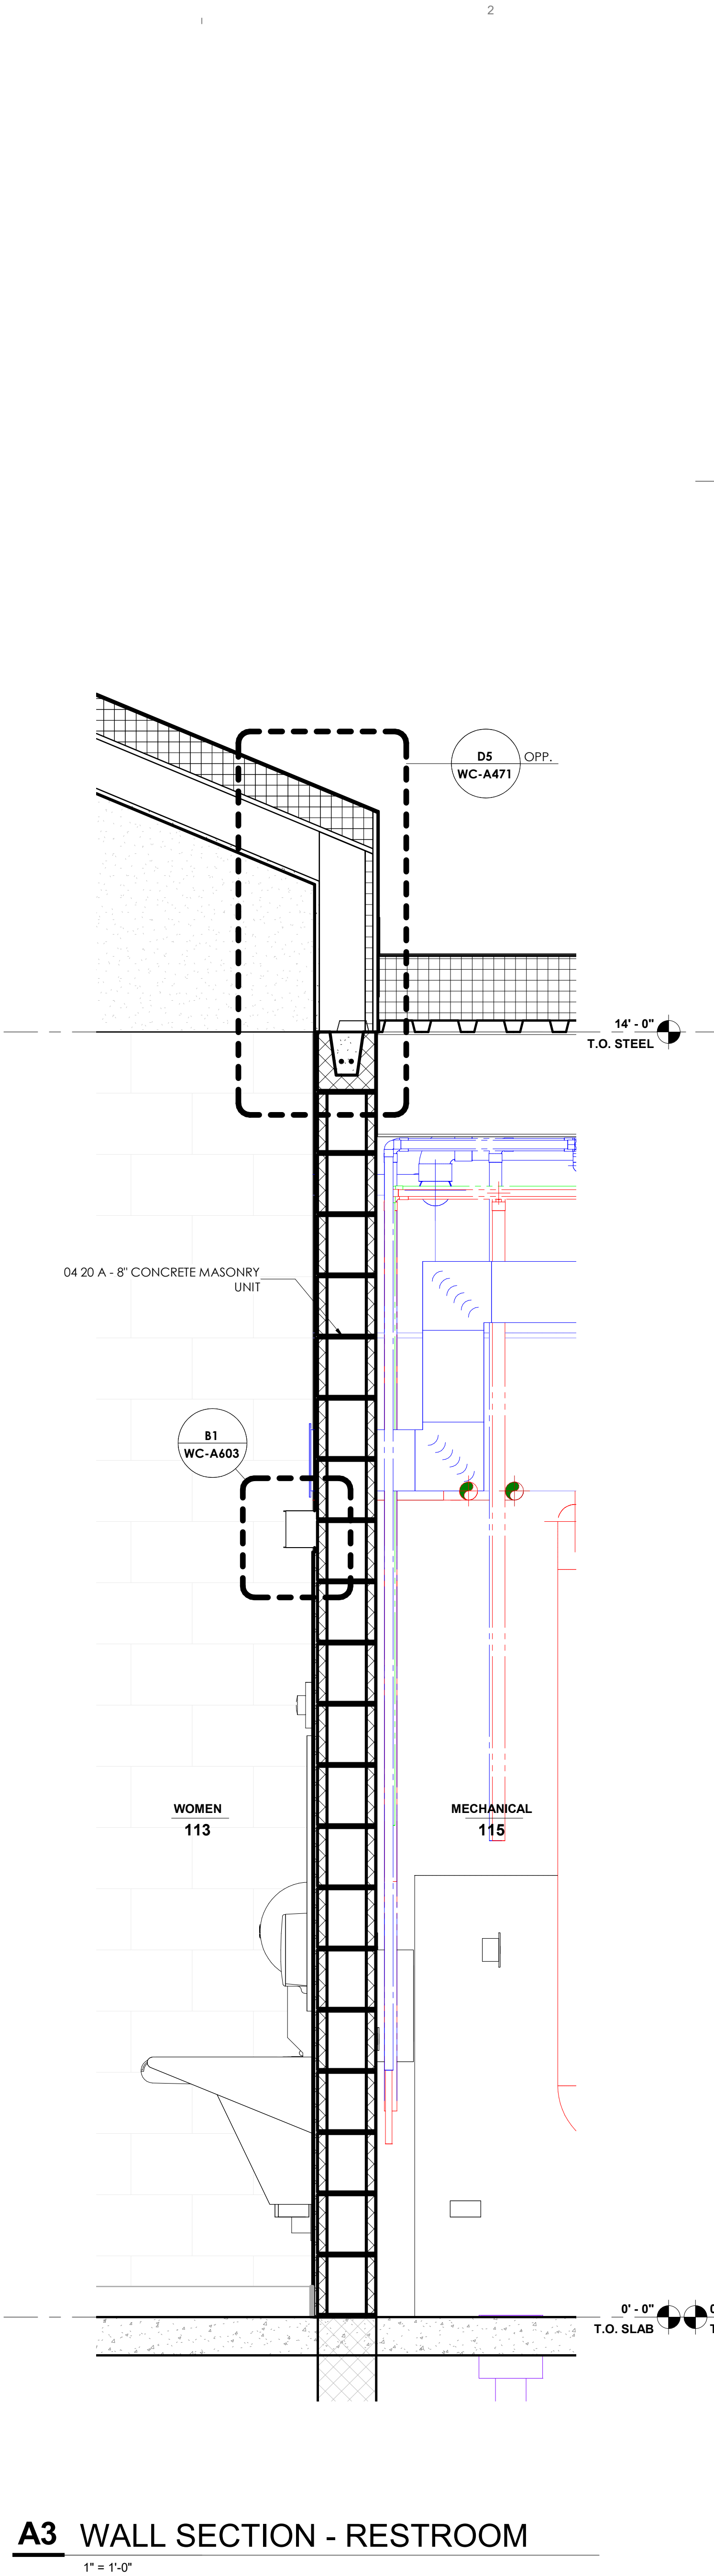 2
D5
OPP.
WC-A471
14' - 0"
T.O. STEEL
04 20 A - 8" CONCRETE MASONRY
UNIT
B1
WC-A603
WOMEN
113
MECHANICAL
115
0' - 0"
T.O. SLAB
A3 WALL SECTION - RESTROOM
1" = 1'-0"